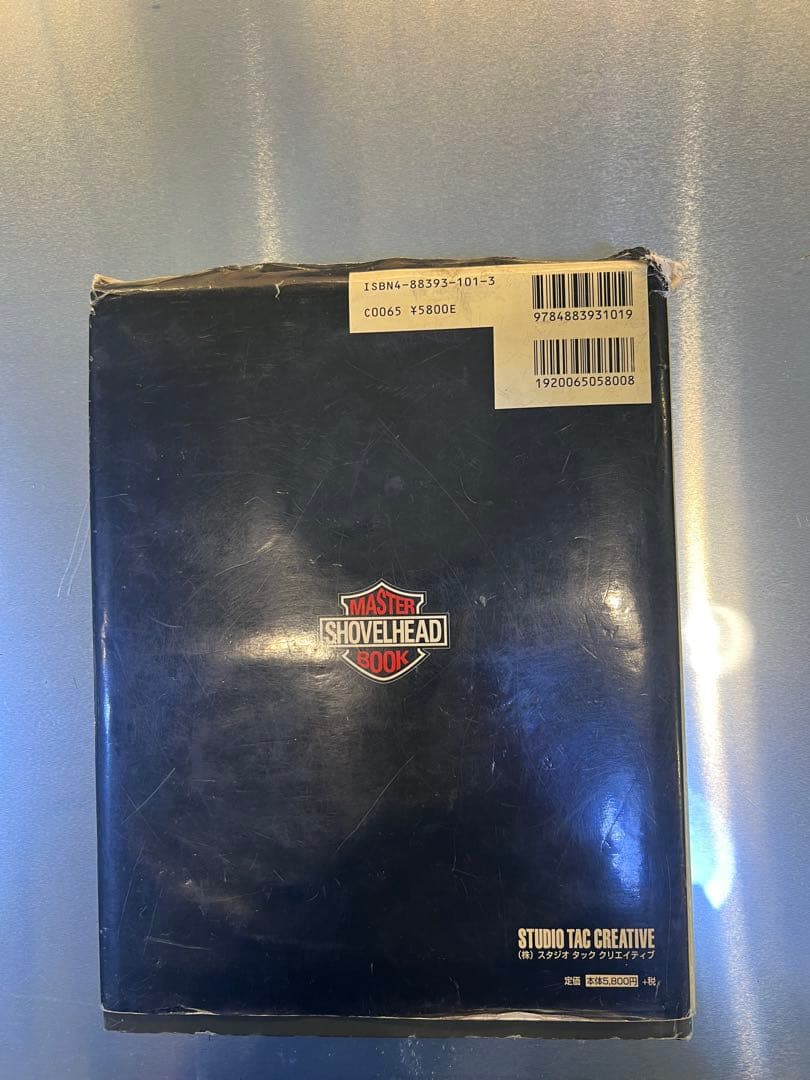 ISBN4-88393-101-3
C0065 ¥5800E
9784883931019
1920065058008
MASTER
SHOVELHEAD
BOOK
STUDIO TAC CREATIVE
(株) スタジオ タック クリエイティブ
定価 本体5,800円 +税